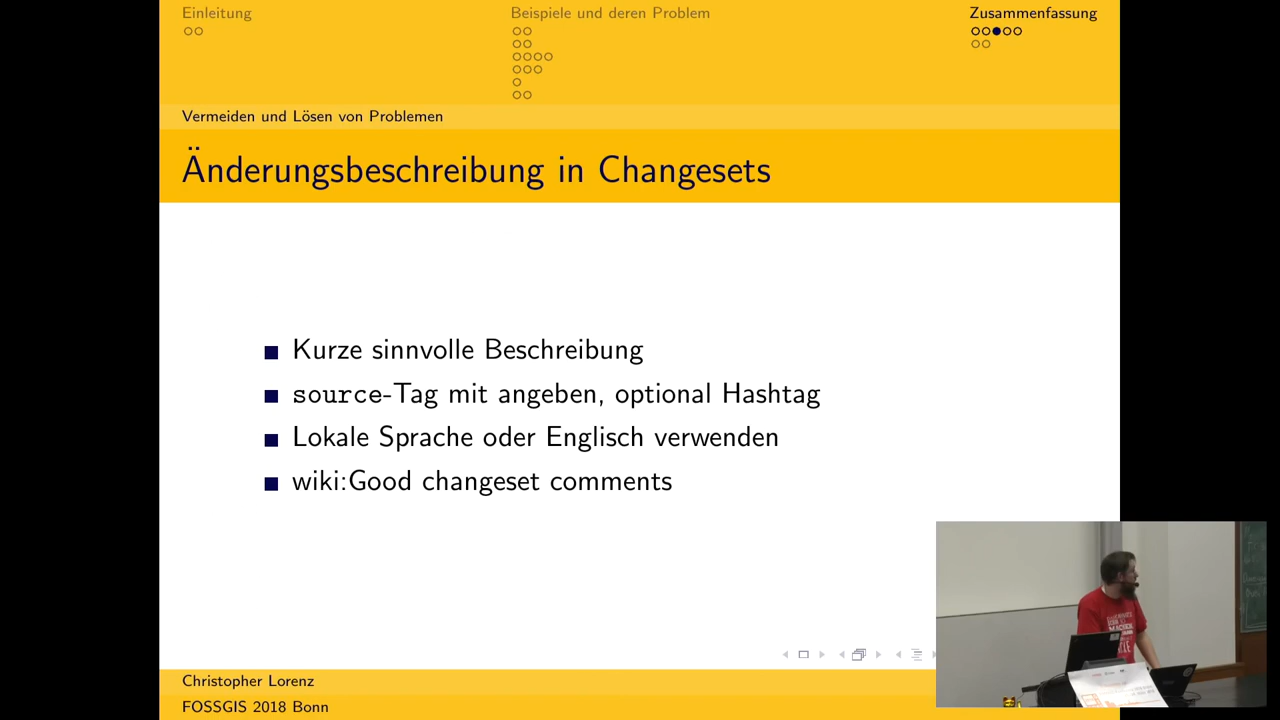 Einleitung
Beispiele und deren Problem
Zusammenfassung
Vermeiden und Lösen von Problemen
Änderungsbeschreibung in Changesets
Kurze sinnvolle Beschreibung
source-Tag mit angeben, optional Hashtag
Lokale Sprache oder Englisch verwenden
wiki:Good changeset comments
Christopher Lorenz
FOSSGIS 2018 Bonn